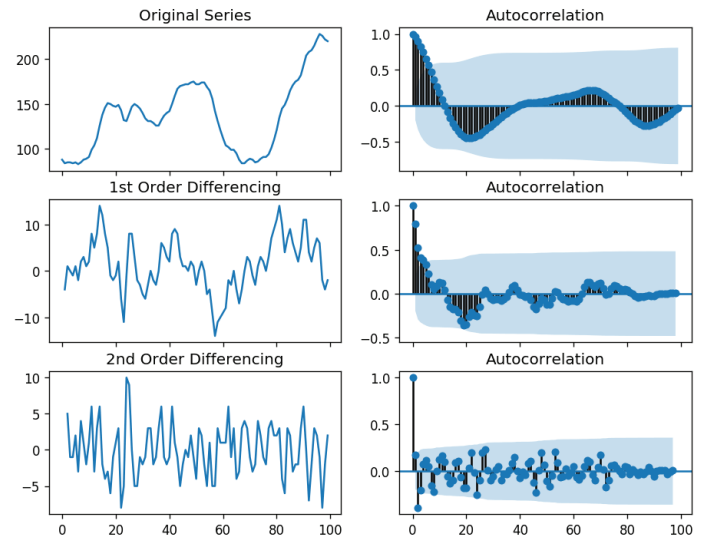 Original Series
Autocorrelation
200
150
100
1.0
0.5
0.0
−0.5
1st Order Differencing
Autocorrelation
10
0
−10
1.0
0.5
0.0
−0.5
2nd Order Differencing
Autocorrelation
10
5
0
−5
1.0
0.5
0.0
0 20 40 60 80 100
0 20 40 60 80 100